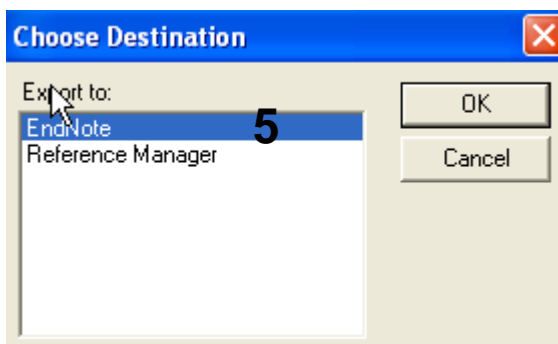 Choose Destination
Export to:
OK
EndNote 5
Reference Manager
Cancel